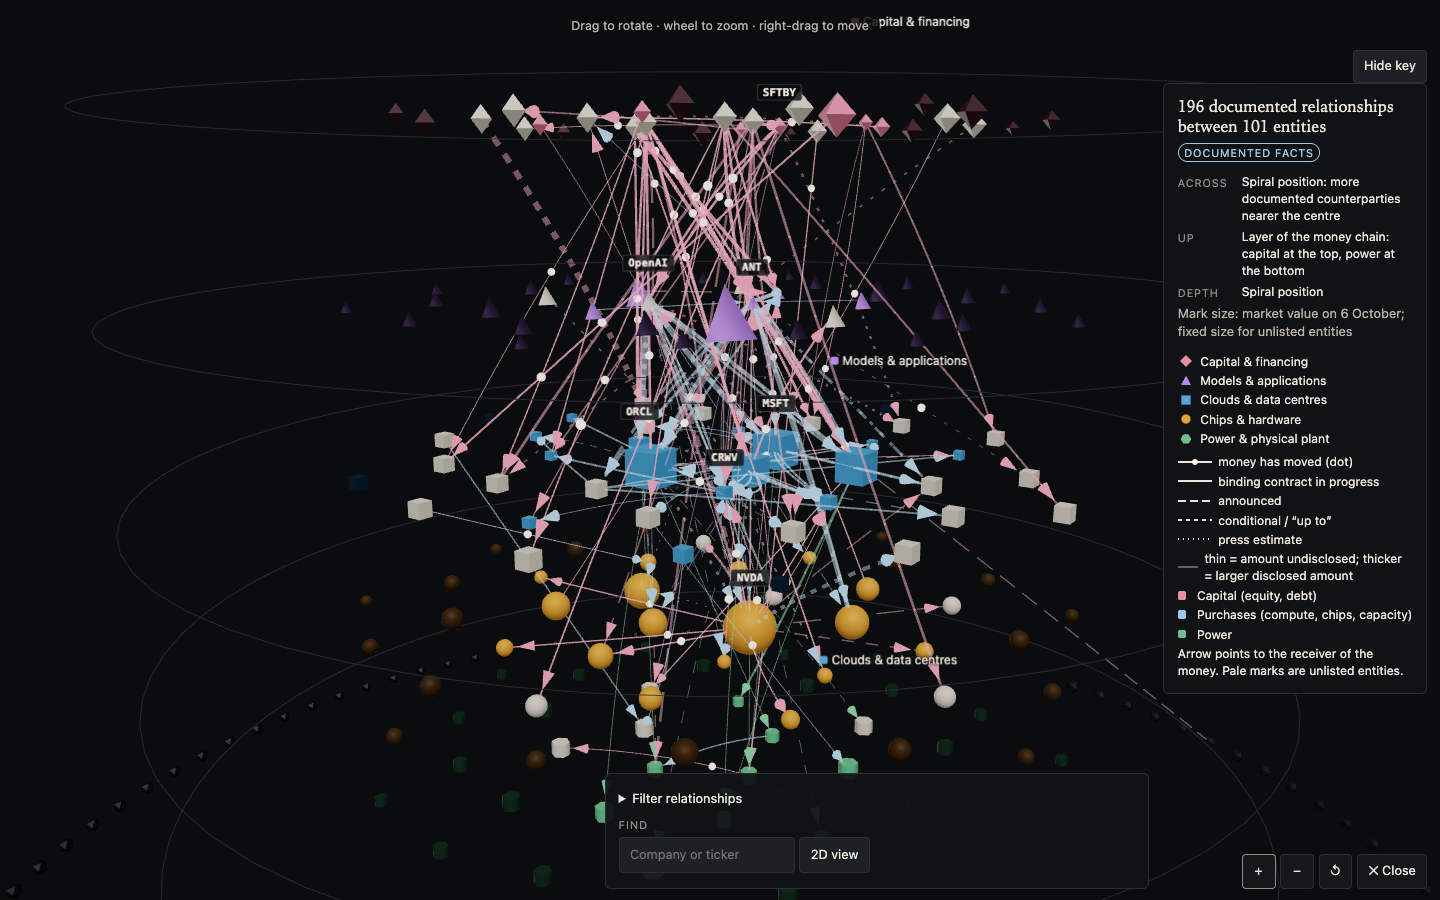 Drag to rotate · wheel to zoom · right-drag to move
Capital & financing
Hide key
SFTBY
OpenAI
ANT
Models & applications
ORCL
MSFT
CRWV
NVDA
Clouds & data centres
196 documented relationships
between 101 entities
DOCUMENTED FACTS
ACROSS Spiral position: more
documented counterparties
nearer the centre
UP Layer of the money chain:
capital at the top, power at
the bottom
DEPTH Spiral position
Mark size: market value on 6 October;
fixed size for unlisted entities
Capital & financing
Models & applications
Clouds & data centres
Chips & hardware
Power & physical plant
money has moved (dot)
binding contract in progress
announced
conditional / “up to”
press estimate
thin = amount undisclosed; thicker
= larger disclosed amount
Capital (equity, debt)
Purchases (compute, chips, capacity)
Power
Arrow points to the receiver of the
money. Pale marks are unlisted entities.
▶ Filter relationships
FIND
Company or ticker
2D view
+
−
↺
✕ Close